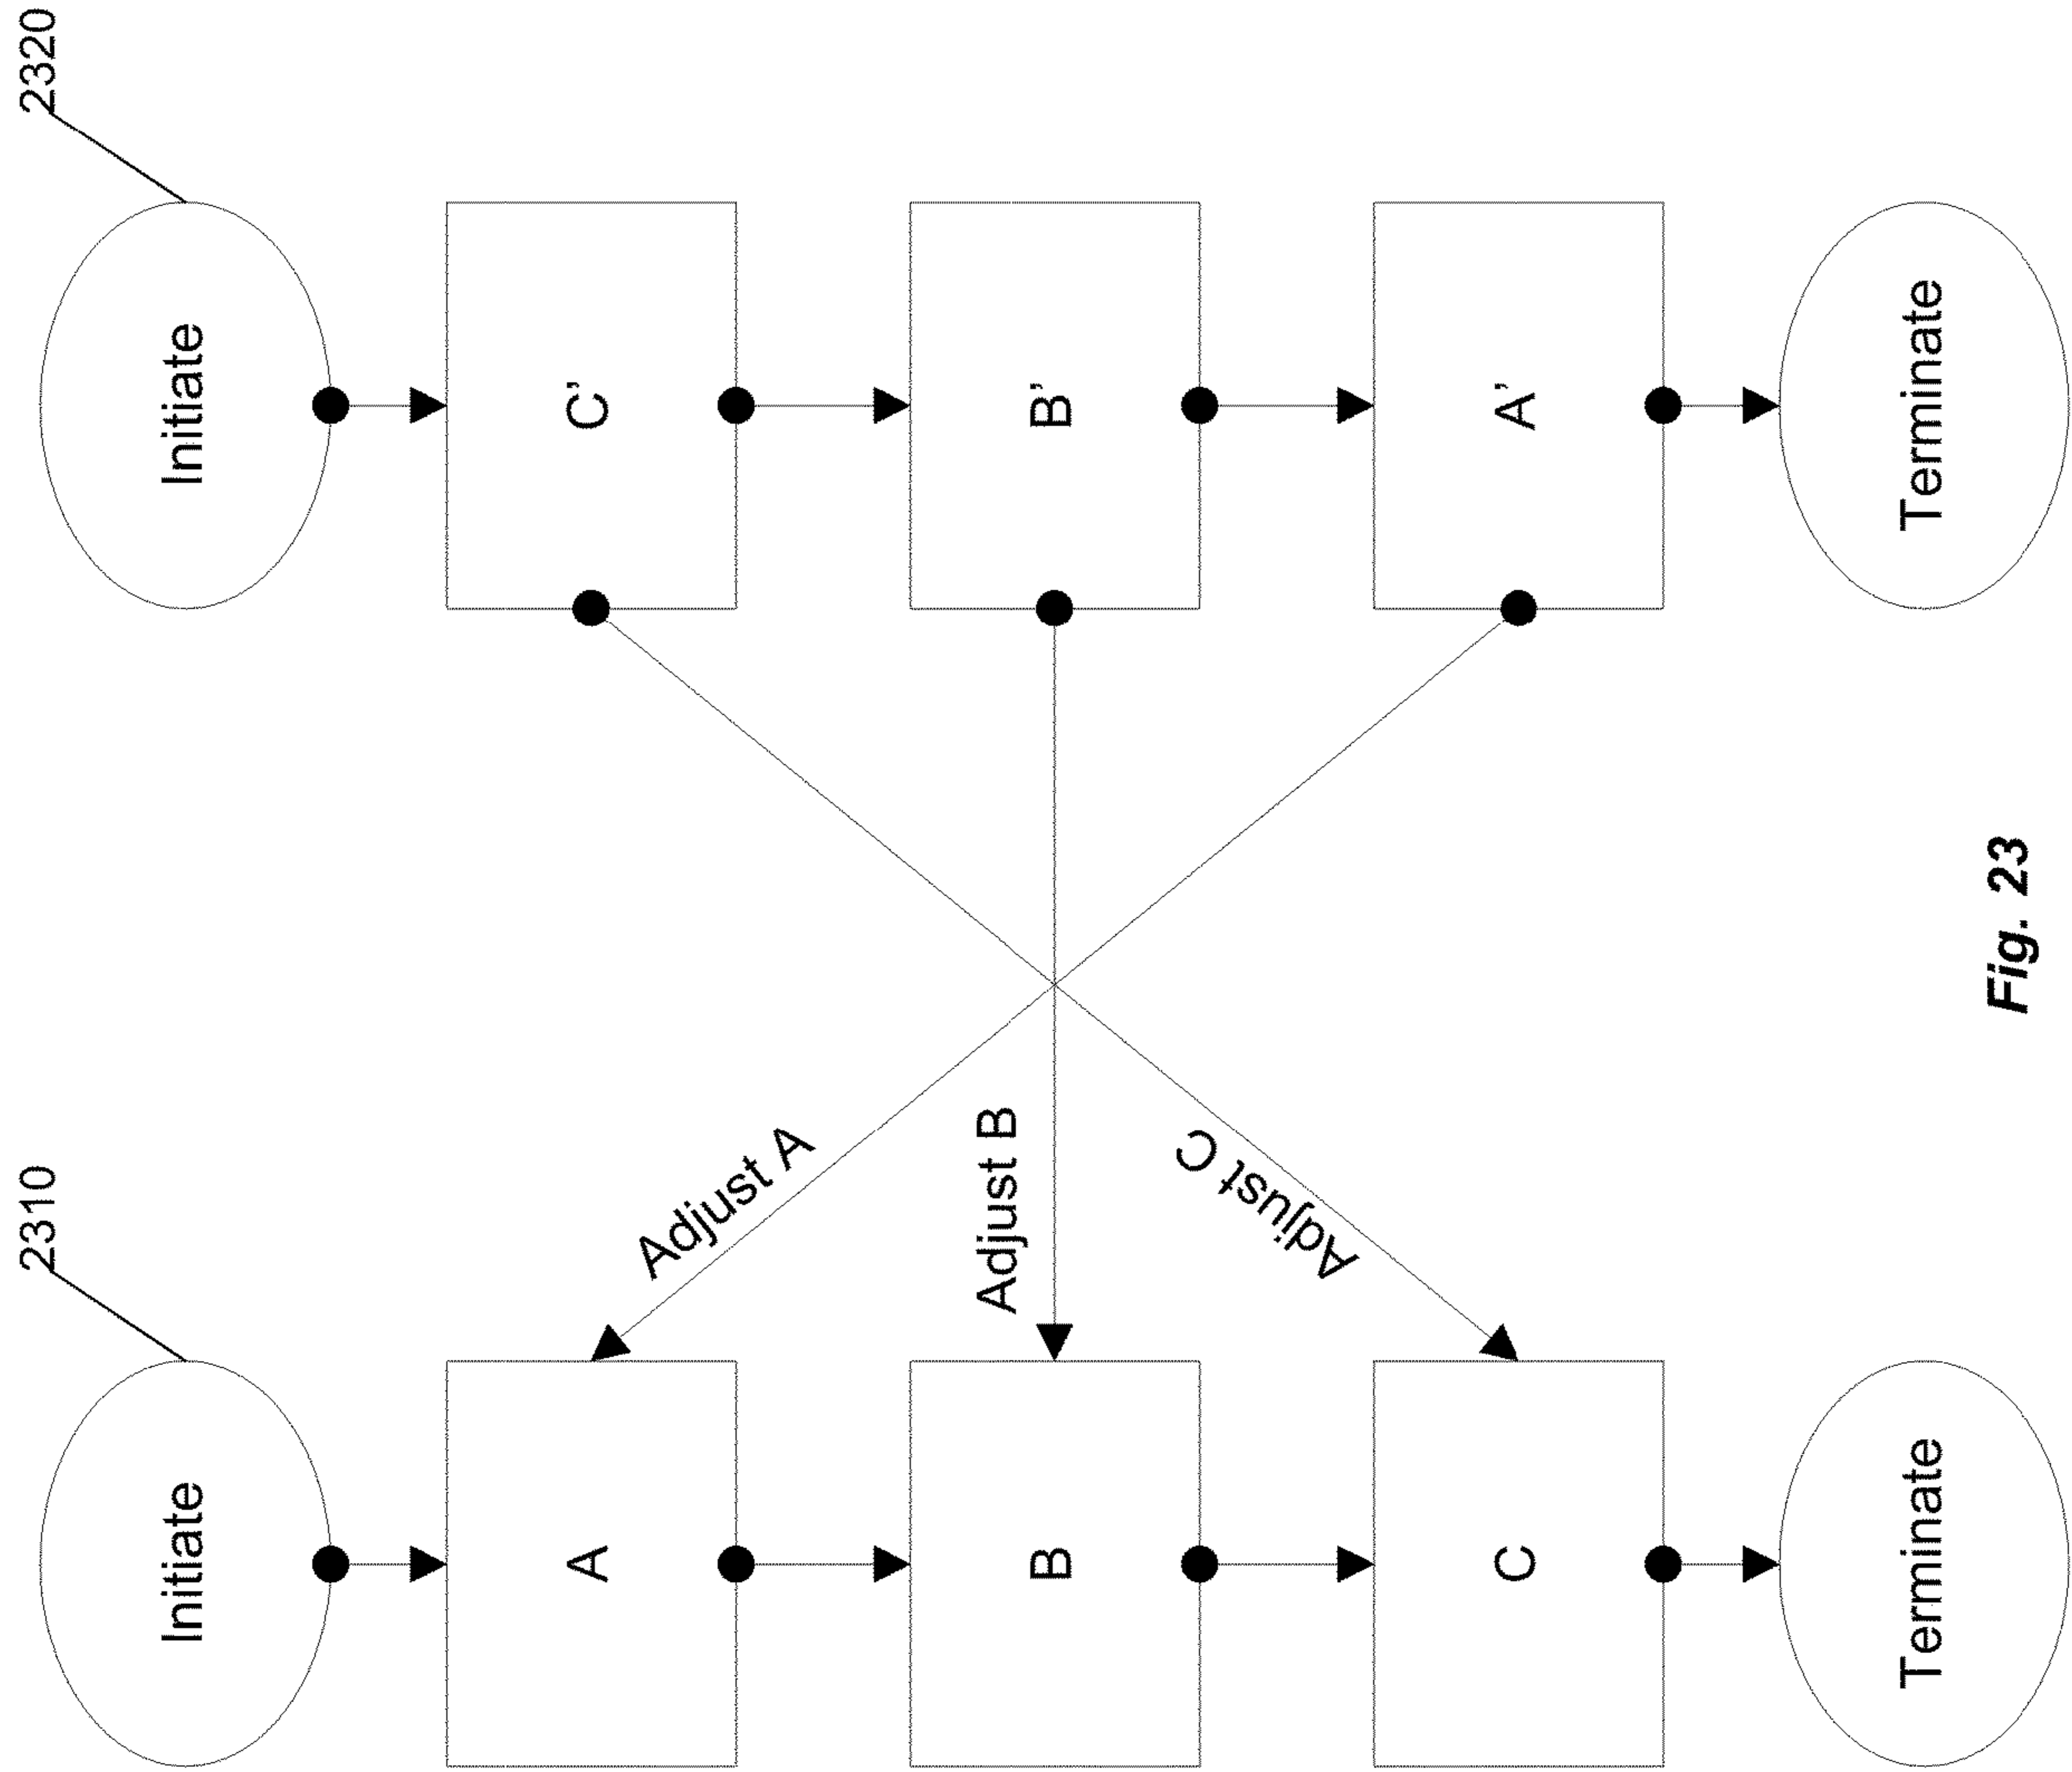 2310
Initiate
A
B
C
Terminate
Adjust A
Adjust B
Adjust C
2320
Initiate
C'
B'
A'
Terminate
Fig. 23